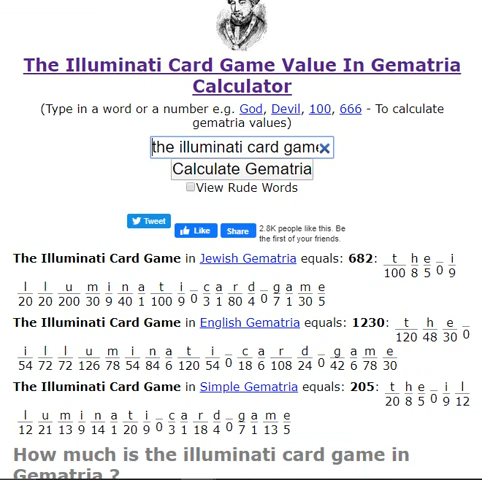 The Illuminati Card Game Value In Gematria
Calculator
(Type in a word or a number e.g. God, Devil, 100, 666 - To calculate
gematria values)
the illuminati card game
Calculate Gematria
View Rude Words
Tweet Like Share 2.8K people like this. Be
the first of your friends.
The Illuminati Card Game in Jewish Gematria equals: 682: t h e _ i
100 8 5 0 9
l l u m i n a t i _ c a r d _ g a m e
20 20 200 30 9 40 1 100 9 0 3 1 80 4 0 7 1 30 5
The Illuminati Card Game in English Gematria equals: 1230: t h e _
120 48 30 0
i l l u m i n a t i _ c a r d _ g a m e
54 72 72 126 78 54 84 6 120 54 0 18 6 108 24 0 42 6 78 30
The Illuminati Card Game in Simple Gematria equals: 205: t h e _ i l
20 8 5 0 9 12
l u m i n a t i _ c a r d _ g a m e
12 21 13 9 14 1 20 9 0 3 1 18 4 0 7 1 13 5
How much is the illuminati card game in
Gematria ?